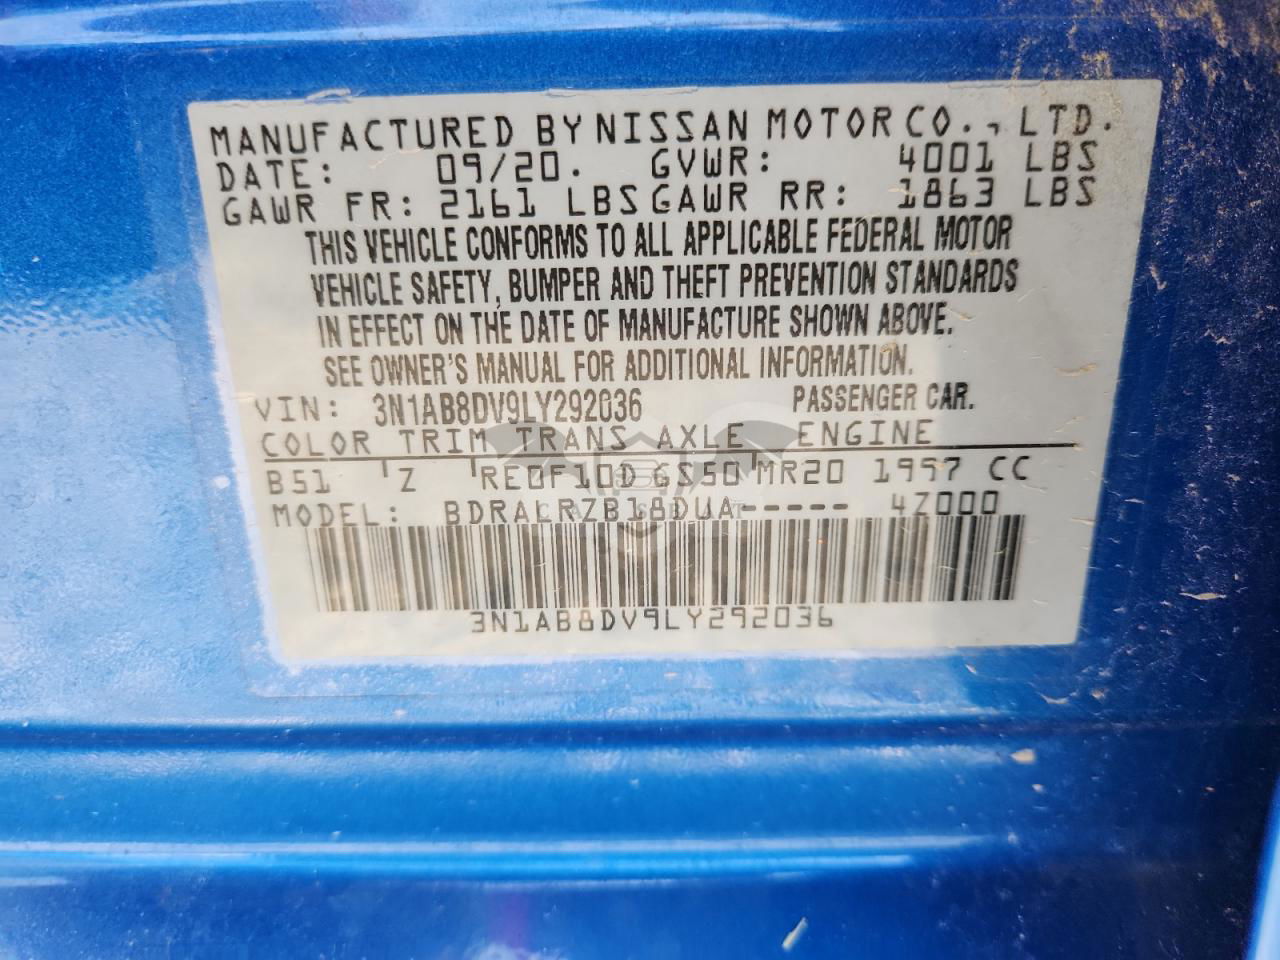 MANUFACTURED BY NISSAN MOTOR CO., LTD.
DATE: 09/20. GVWR: 4001 LBS
GAWR FR: 2161 LBS GAWR RR: 1863 LBS
THIS VEHICLE CONFORMS TO ALL APPLICABLE FEDERAL MOTOR
VEHICLE SAFETY, BUMPER AND THEFT PREVENTION STANDARDS
IN EFFECT ON THE DATE OF MANUFACTURE SHOWN ABOVE.
SEE OWNER'S MANUAL FOR ADDITIONAL INFORMATION.
VIN: 3N1AB8DV9LY292036 PASSENGER CAR.
COLOR TRIM TRANS AXLE ENGINE
B51 Z RE0F10D GS50 MR20 1997 CC
MODEL: BDRALRZB18DUA----- 4Z000
3N1AB8DV9LY292036